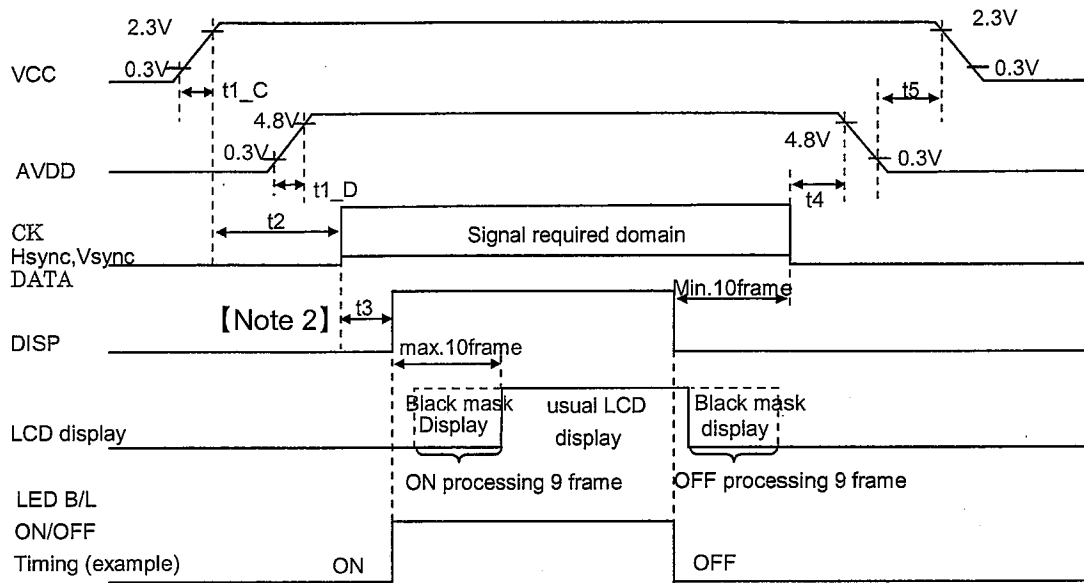 2.3V
2.3V
VCC
0.3V
0.3V
t1_C
t5
4.8V
4.8V
AVDD
0.3V
0.3V
t1_D
t4
t2
CK
Signal required domain
Hsync,Vsync
DATA
Min.10frame
【Note 2】
t3
DISP
max.10frame
Black mask
Display
usual LCD
display
Black mask
display
LCD display
ON processing 9 frame
OFF processing 9 frame
LED B/L
ON/OFF
Timing (example)
ON
OFF